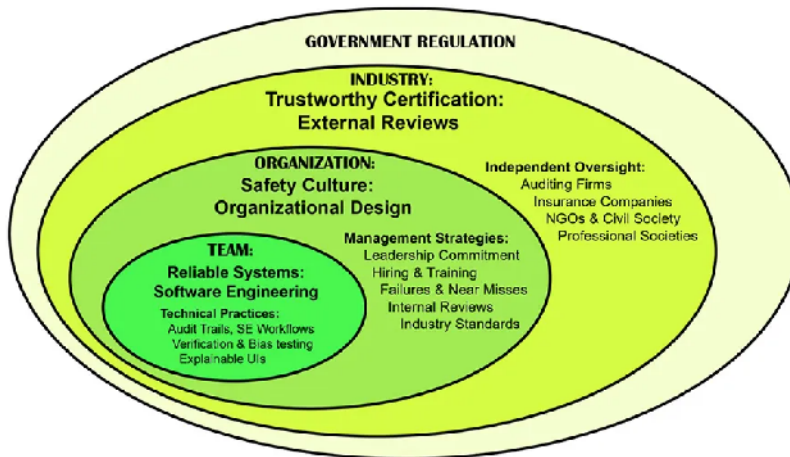 GOVERNMENT REGULATION
INDUSTRY:
Trustworthy Certification:
External Reviews
ORGANIZATION:
Safety Culture:
Organizational Design
Independent Oversight:
Auditing Firms
Insurance Companies
NGOs & Civil Society
Professional Societies
Management Strategies:
Leadership Commitment
Hiring & Training
Failures & Near Misses
Internal Reviews
Industry Standards
TEAM:
Reliable Systems:
Software Engineering
Technical Practices:
Audit Trails, SE Workflows
Verification & Bias testing
Explainable UIs